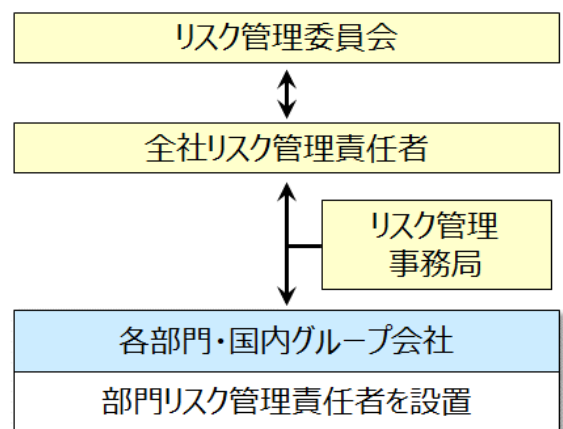 リスク管理委員会
全社リスク管理責任者
リスク管理
事務局
各部門・国内グループ会社
部門リスク管理責任者を設置